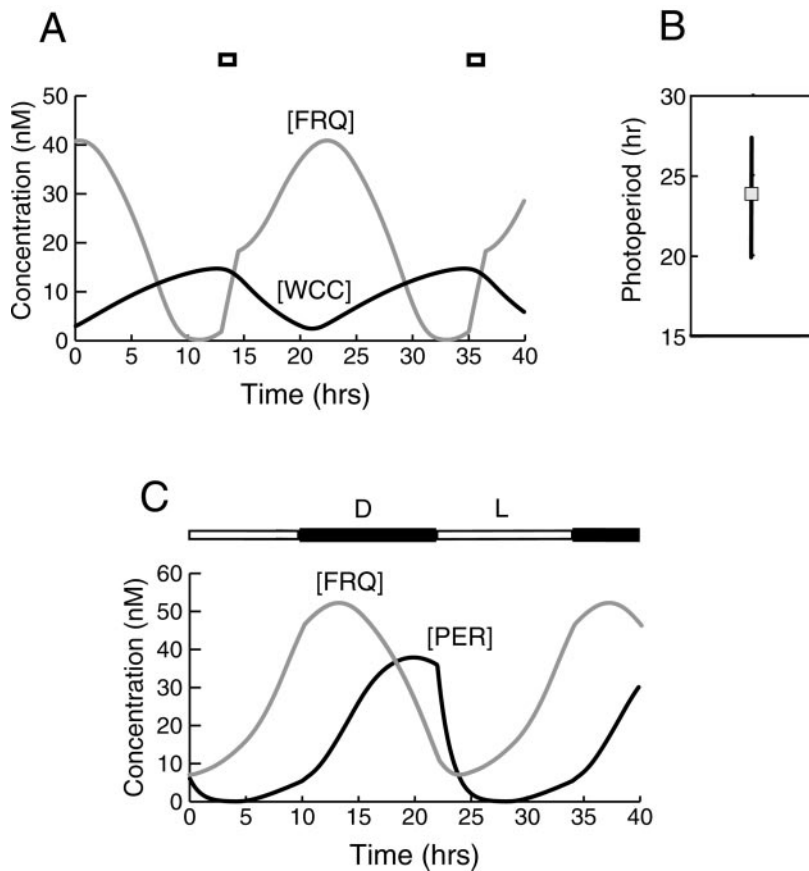 A
Concentration (nM)
50
40
30
20
10
0
[FRQ]
[WCC]
0 5 10 15 20 25 30 35 40
Time (hrs)
B
Photoperiod (hr)
30
25
20
15
C
D L
Concentration (nM)
60
50
40
30
20
10
0
[FRQ]
[PER]
0 5 10 15 20 25 30 35 40
Time (hrs)